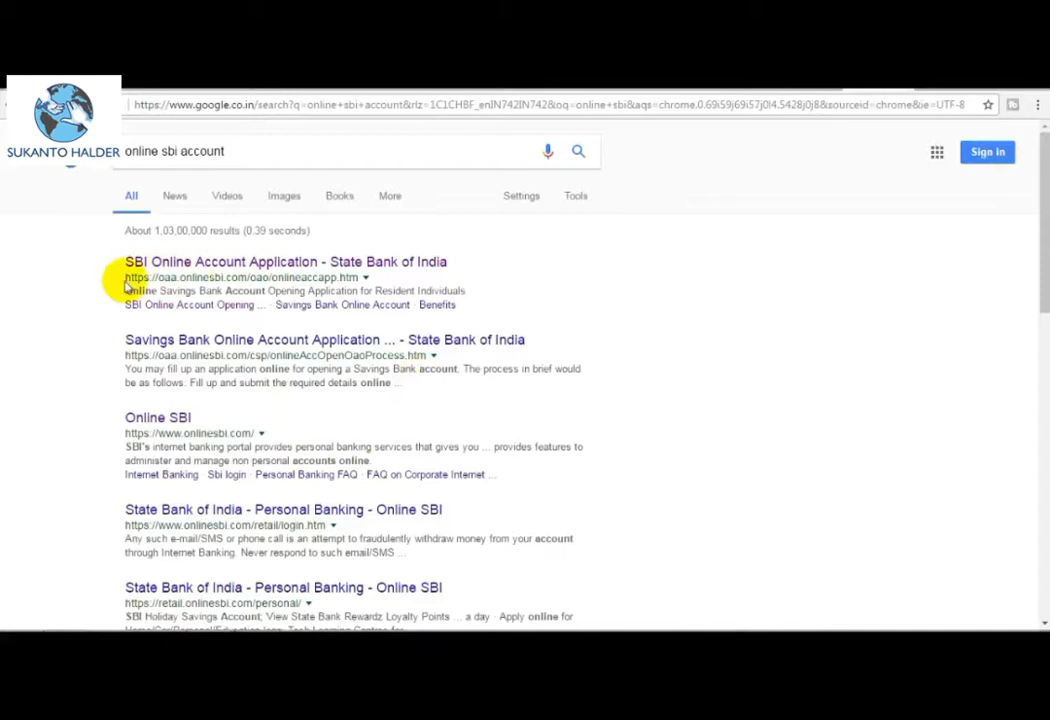 https://www.google.co.in/search?q=online+sbi+account&rlz=1C1CHBF_enIN742IN742&oq=online+sbi&aqs=chrome.0.69i59j69i57j0l4.5428j0j8&sourceid=chrome&ie=UTF-8
SUKANTO HALDER
online sbi account
Sign in
All News Videos Images Books More Settings Tools
About 1,03,00,000 results (0.39 seconds)
SBI Online Account Application - State Bank of India
https://oaa.onlinesbi.com/oao/onlineaccapp.htm
Online Savings Bank Account Opening Application for Resident Individuals
SBI Online Account Opening ... · Savings Bank Online Account · Benefits
Savings Bank Online Account Application ... - State Bank of India
https://oaa.onlinesbi.com/csp/onlineAccOpenOaoProcess.htm
You may fill up an application online for opening a Savings Bank account. The process in brief would
be as follows. Fill up and submit the required details online ...
Online SBI
https://www.onlinesbi.com/
SBI's internet banking portal provides personal banking services that gives you ... provides features to
administer and manage non personal accounts online.
Internet Banking · Sbi login · Personal Banking FAQ · FAQ on Corporate Internet ...
State Bank of India - Personal Banking - Online SBI
https://www.onlinesbi.com/retail/login.htm
Any such e-mail/SMS or phone call is an attempt to fraudulently withdraw money from your account
through Internet Banking. Never respond to such email/SMS ...
State Bank of India - Personal Banking - Online SBI
https://retail.onlinesbi.com/personal/
SBI Holiday Savings Account; View State Bank Rewardz Loyalty Points ... a day · Apply online for